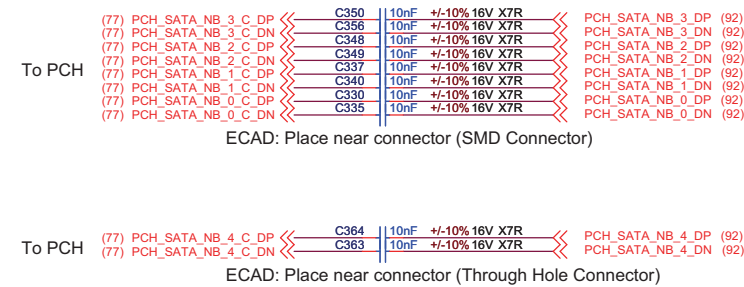 (77) PCH_SATA_NB_3_C_DP C350 10nF +/-10% 16V X7R PCH_SATA_NB_3_DP (92)
(77) PCH_SATA_NB_3_C_DN C356 10nF +/-10% 16V X7R PCH_SATA_NB_3_DN (92)
(77) PCH_SATA_NB_2_C_DP C348 10nF +/-10% 16V X7R PCH_SATA_NB_2_DP (92)
(77) PCH_SATA_NB_2_C_DN C349 10nF +/-10% 16V X7R PCH_SATA_NB_2_DN (92)
To PCH
(77) PCH_SATA_NB_1_C_DP C337 10nF +/-10% 16V X7R PCH_SATA_NB_1_DP (92)
(77) PCH_SATA_NB_1_C_DN C340 10nF +/-10% 16V X7R PCH_SATA_NB_1_DN (92)
(77) PCH_SATA_NB_0_C_DP C330 10nF +/-10% 16V X7R PCH_SATA_NB_0_DP (92)
(77) PCH_SATA_NB_0_C_DN C335 10nF +/-10% 16V X7R PCH_SATA_NB_0_DN (92)
ECAD: Place near connector (SMD Connector)
(77) PCH_SATA_NB_4_C_DP C364 10nF +/-10% 16V X7R PCH_SATA_NB_4_DP (92)
To PCH
(77) PCH_SATA_NB_4_C_DN C363 10nF +/-10% 16V X7R PCH_SATA_NB_4_DN (92)
ECAD: Place near connector (Through Hole Connector)